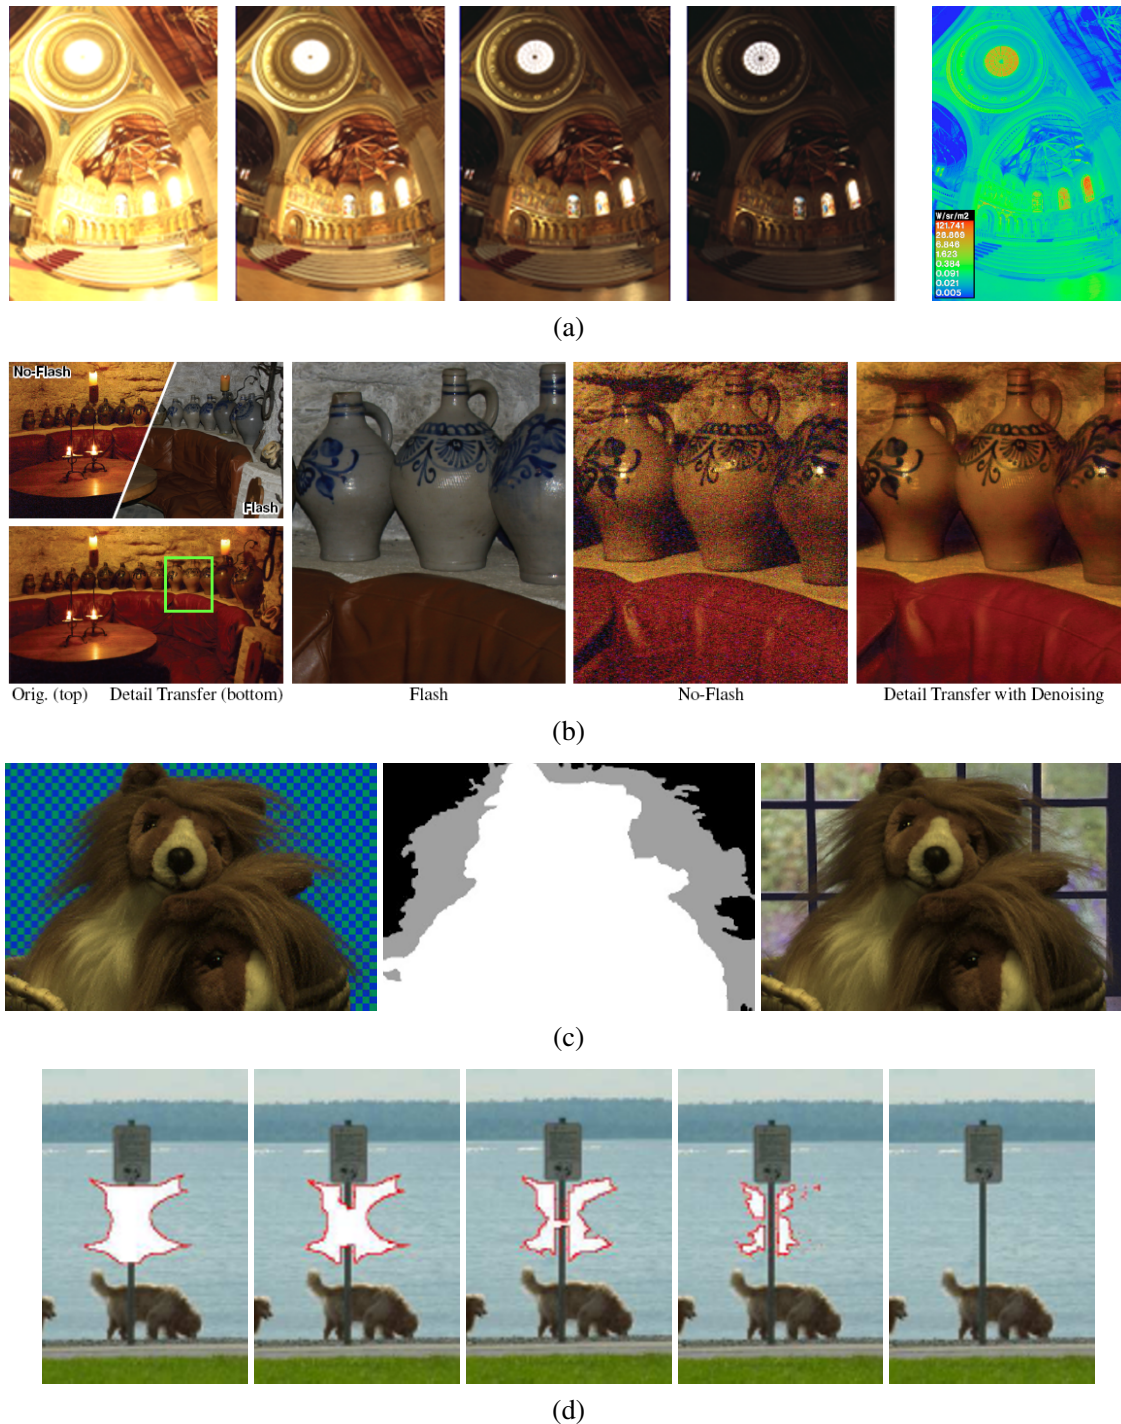 W/sr/m2
121.741
28.869
6.846
1.623
0.384
0.091
0.021
0.005
(a)
No-Flash
Flash
Orig. (top) Detail Transfer (bottom)
Flash
No-Flash
Detail Transfer with Denoising
(b)
(c)
(d)